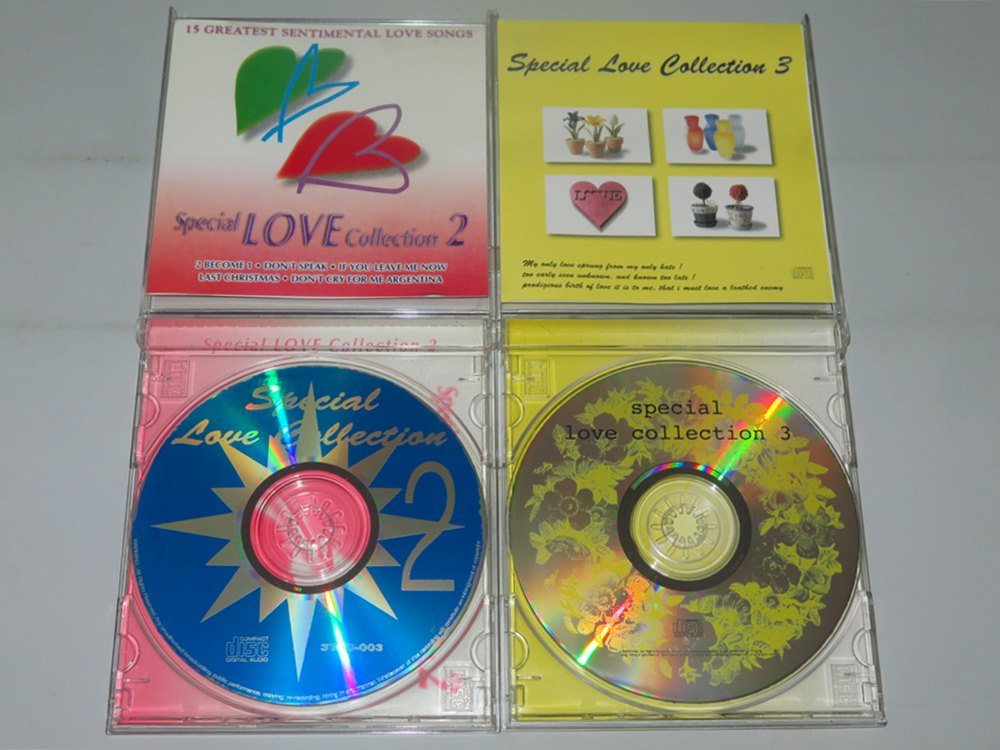 15 GREATEST SENTIMENTAL LOVE SONGS
Special LOVE Collection 2
2 BECOME 1 • DON'T SPEAK • IF YOU LEAVE ME NOW
LAST CHRISTMAS • DON'T CRY FOR ME ARGENTINA
Special Love Collection 3
LOVE
My only love sprung from my only hate !
too early seen unknown, and known too late !
prodigious birth of love it is to me, that i must love a loathed enemy
Special LOVE Collection 2
Special
Love Collection
2
COMPACT
disc
DIGITAL AUDIO
special
love collection 3